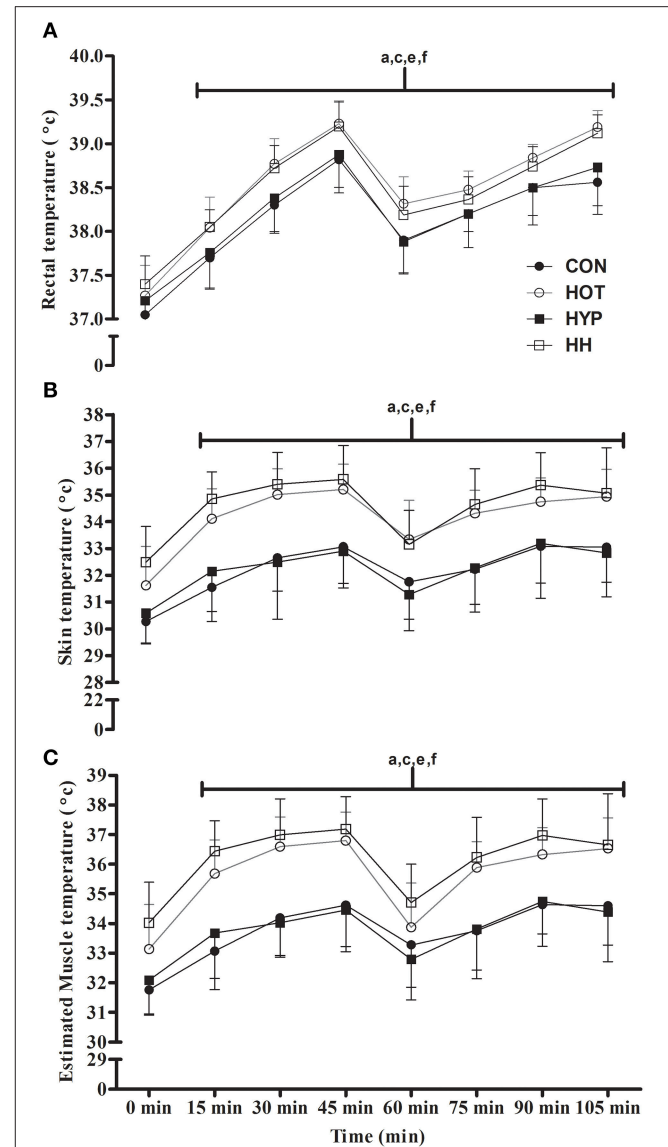 A
a,c,e,f
40.0
39.5
39.0
38.5
38.0
37.5
37.0
0
Rectal temperature ( °c)
CON
HOT
HYP
HH
B
a,c,e,f
38
37
36
35
34
33
32
31
30
29
28
22
0
Skin temperature (°c)
C
a,c,e,f
39
38
37
36
35
34
33
32
31
30
29
0
Estimated Muscle temperature (°c)
0 min 15 min 30 min 45 min 60 min 75 min 90 min 105 min
Time (min)